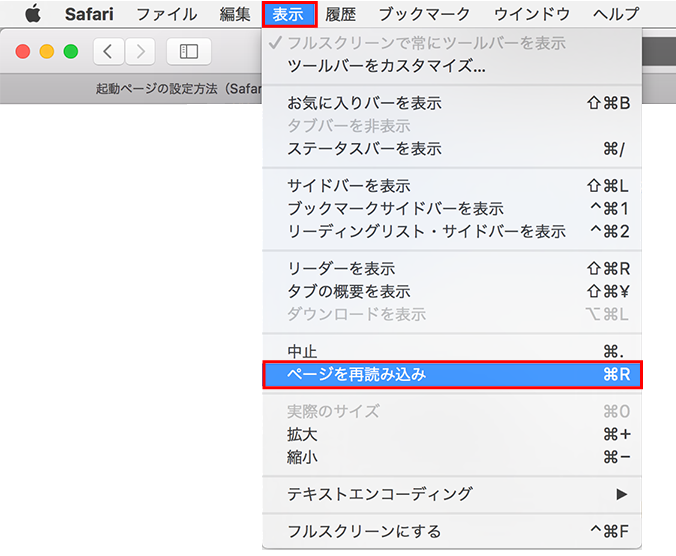 Safari ファイル 編集 表示 履歴 ブックマーク ウインドウ ヘルプ
✓フルスクリーンで常にツールバーを表示
ツールバーをカスタマイズ...
起動ページの設定方法（Safar
お気に入りバーを表示 ⇧⌘B
タブバーを非表示
ステータスバーを表示 ⌘/
サイドバーを表示 ⇧⌘L
ブックマークサイドバーを表示 ^⌘1
リーディングリスト・サイドバーを表示 ^⌘2
リーダーを表示 ⇧⌘R
タブの概要を表示 ⇧⌘¥
ダウンロードを表示 ⌥⌘L
中止 ⌘.
ページを再読み込み ⌘R
実際のサイズ ⌘0
拡大 ⌘+
縮小 ⌘−
テキストエンコーディング ▶
フルスクリーンにする ^⌘F